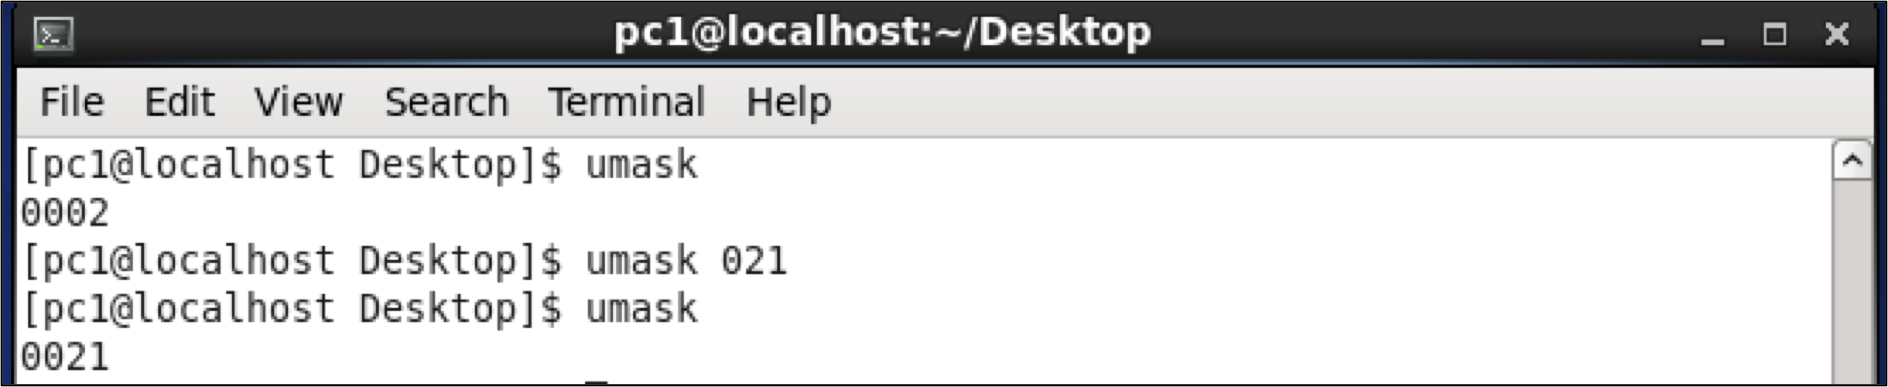 pc1@localhost:~/Desktop
File Edit View Search Terminal Help
[pc1@localhost Desktop]$ umask
0002
[pc1@localhost Desktop]$ umask 021
[pc1@localhost Desktop]$ umask
0021